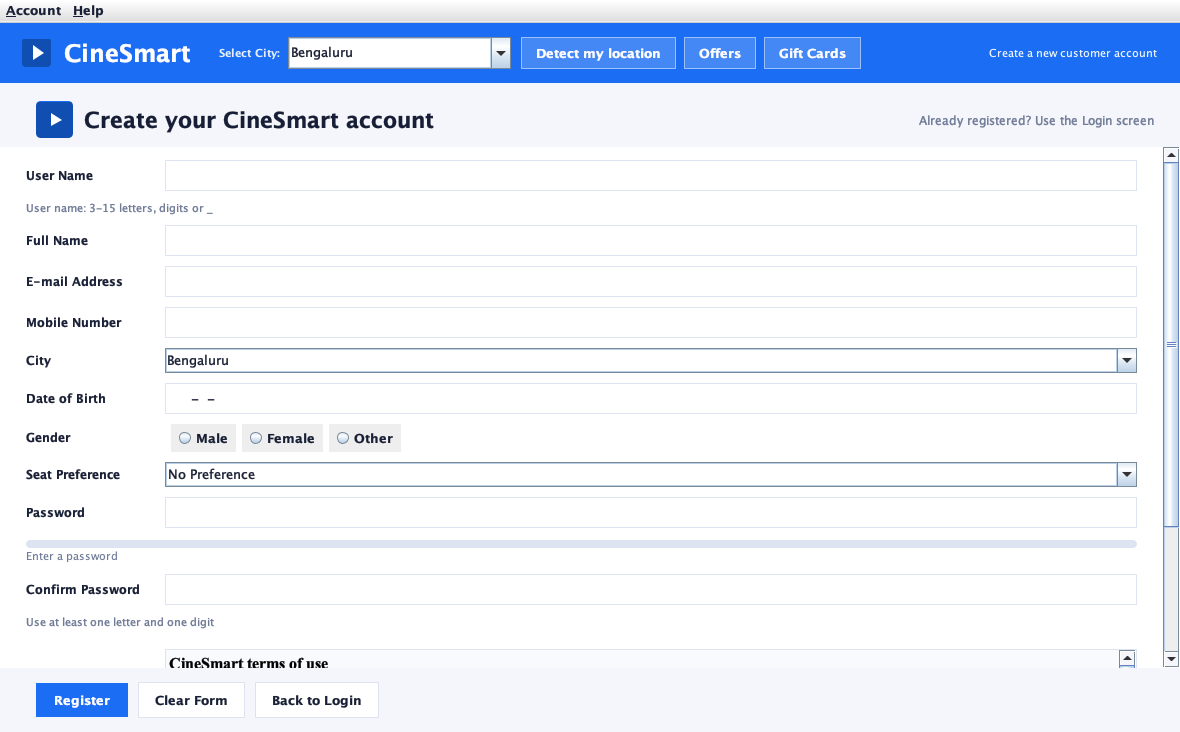 Account Help
CineSmart Select City: Bengaluru Detect my location Offers Gift Cards Create a new customer account
Create your CineSmart account Already registered? Use the Login screen
User Name
User name: 3-15 letters, digits or _
Full Name
E-mail Address
Mobile Number
City Bengaluru
Date of Birth - -
Gender Male Female Other
Seat Preference No Preference
Password
Enter a password
Confirm Password
Use at least one letter and one digit
CineSmart terms of use
Register Clear Form Back to Login